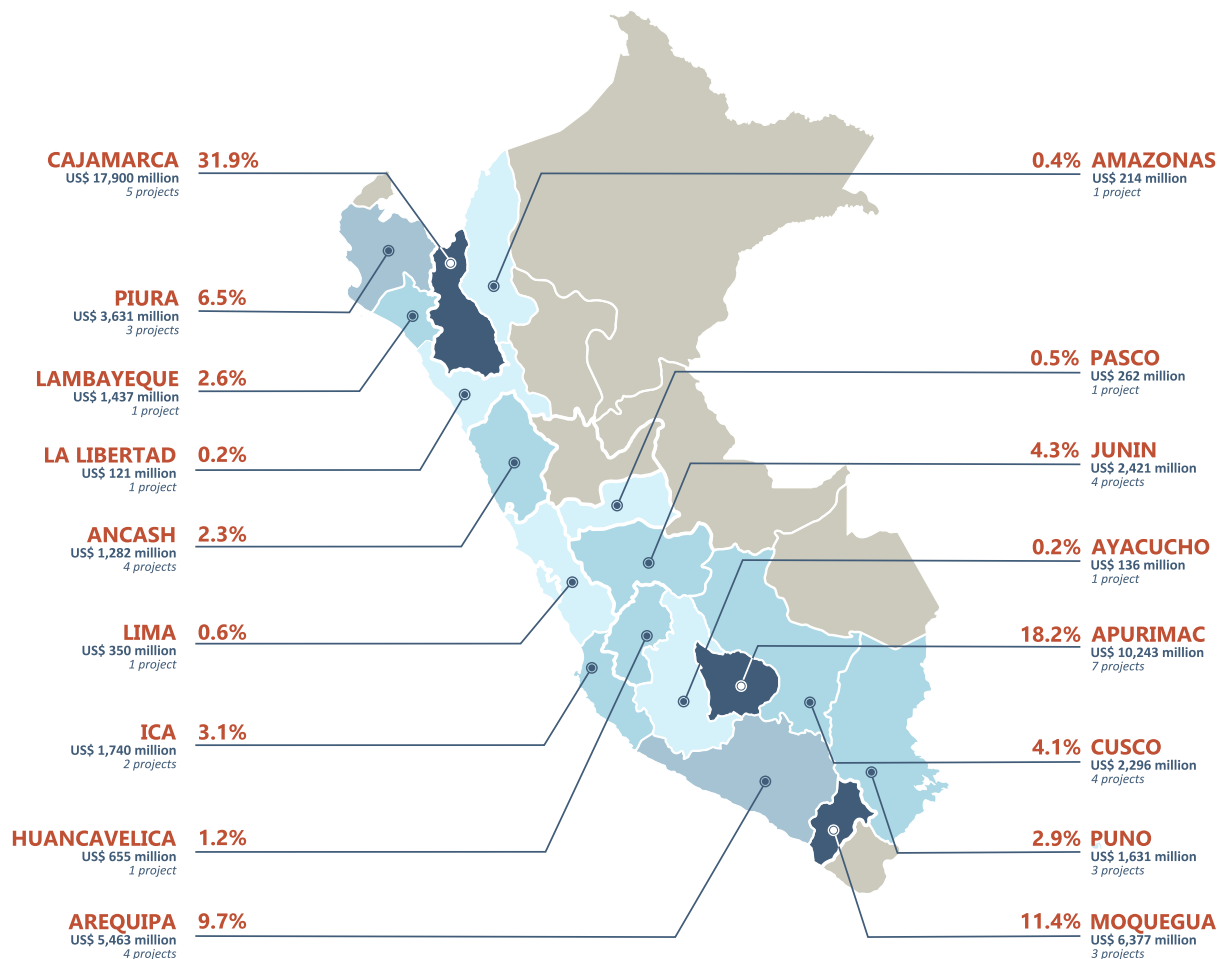 CAJAMARCA 31.9%
US$ 17,900 million
5 projects
PIURA 6.5%
US$ 3,631 million
3 projects
LAMBAYEQUE 2.6%
US$ 1,437 million
1 project
LA LIBERTAD 0.2%
US$ 121 million
1 project
ANCASH 2.3%
US$ 1,282 million
4 projects
LIMA 0.6%
US$ 350 million
1 project
ICA 3.1%
US$ 1,740 million
2 projects
HUANCAVELICA 1.2%
US$ 655 million
1 project
AREQUIPA 9.7%
US$ 5,463 million
4 projects
0.4% AMAZONAS
US$ 214 million
1 project
0.5% PASCO
US$ 262 million
1 project
4.3% JUNIN
US$ 2,421 million
4 projects
0.2% AYACUCHO
US$ 136 million
1 project
18.2% APURIMAC
US$ 10,243 million
7 projects
4.1% CUSCO
US$ 2,296 million
4 projects
2.9% PUNO
US$ 1,631 million
3 projects
11.4% MOQUEGUA
US$ 6,377 million
3 projects